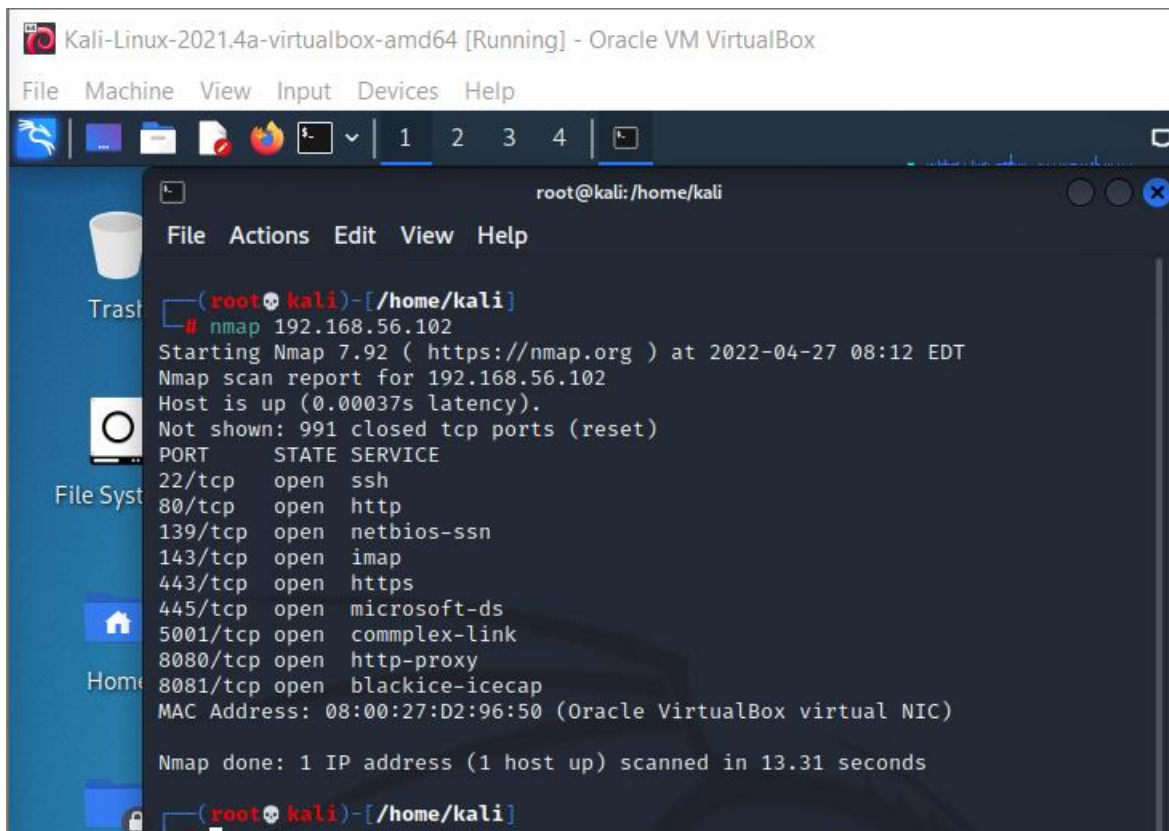 Kali-Linux-2021.4a-virtualbox-amd64 [Running] - Oracle VM VirtualBox
File Machine View Input Devices Help
1 2 3 4
root@kali: /home/kali
File Actions Edit View Help
Trash
File Syst
Home
(root💀kali)-[/home/kali]
# nmap 192.168.56.102
Starting Nmap 7.92 ( https://nmap.org ) at 2022-04-27 08:12 EDT
Nmap scan report for 192.168.56.102
Host is up (0.00037s latency).
Not shown: 991 closed tcp ports (reset)
PORT STATE SERVICE
22/tcp open ssh
80/tcp open http
139/tcp open netbios-ssn
143/tcp open imap
443/tcp open https
445/tcp open microsoft-ds
5001/tcp open commplex-link
8080/tcp open http-proxy
8081/tcp open blackice-icecap
MAC Address: 08:00:27:D2:96:50 (Oracle VirtualBox virtual NIC)
Nmap done: 1 IP address (1 host up) scanned in 13.31 seconds
(root💀kali)-[/home/kali]